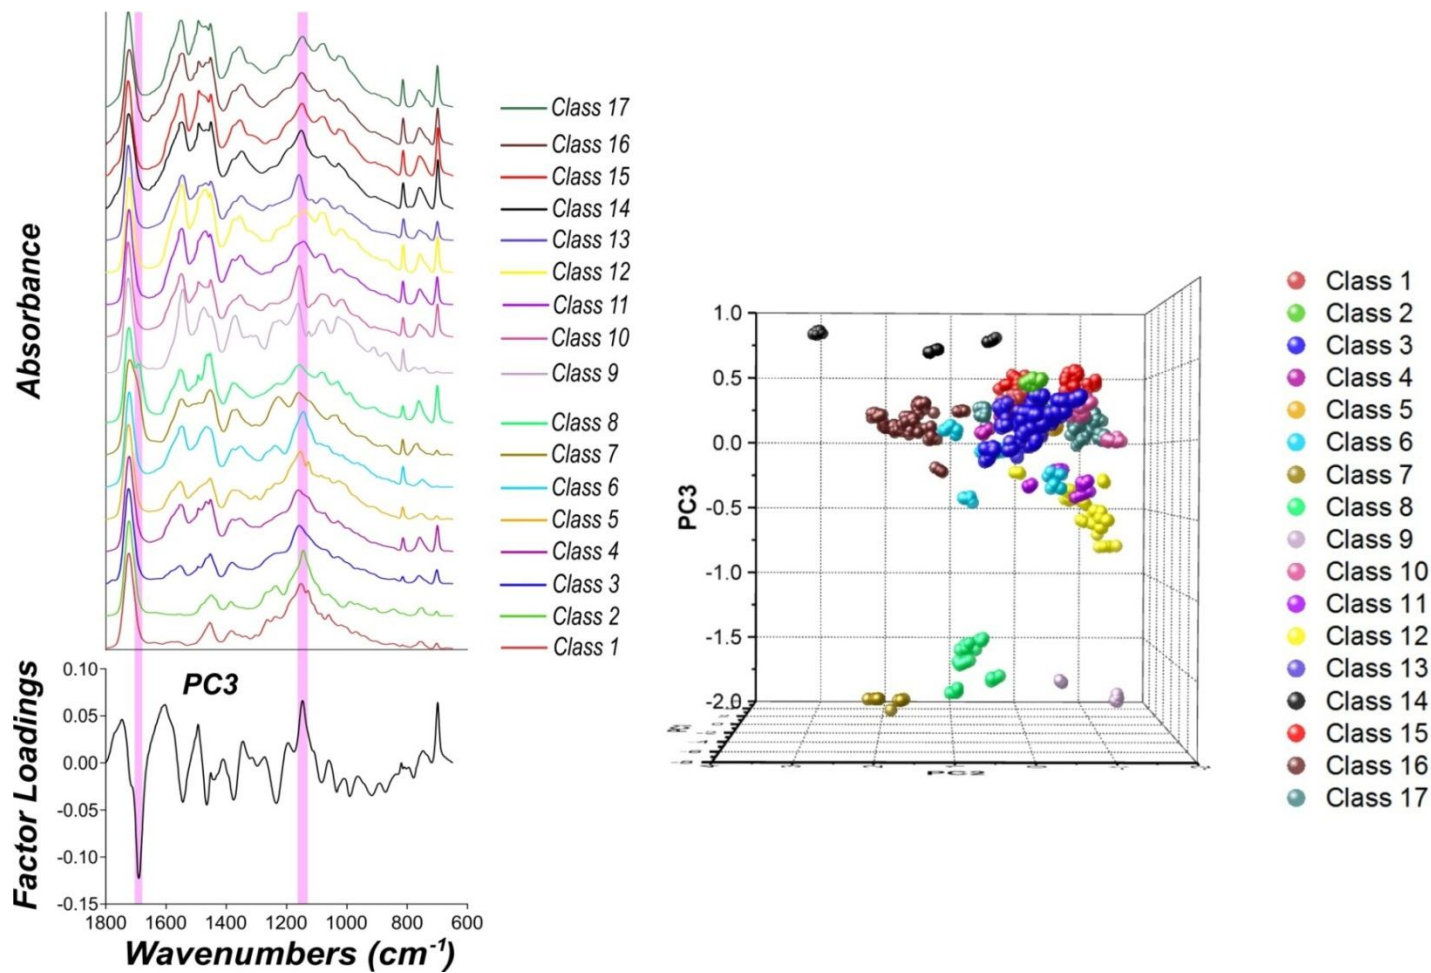 Absorbance
Class 17
Class 16
Class 15
Class 14
Class 13
Class 12
Class 11
Class 10
Class 9
Class 8
Class 7
Class 6
Class 5
Class 4
Class 3
Class 2
Class 1
Factor Loadings
PC3
0.10
0.05
0.00
-0.05
-0.10
-0.15
1800 1600 1400 1200 1000 800 600
Wavenumbers (cm⁻¹)
PC3
1.0
0.5
0.0
-0.5
-1.0
-1.5
-2.0
PC2
Class 1
Class 2
Class 3
Class 4
Class 5
Class 6
Class 7
Class 8
Class 9
Class 10
Class 11
Class 12
Class 13
Class 14
Class 15
Class 16
Class 17